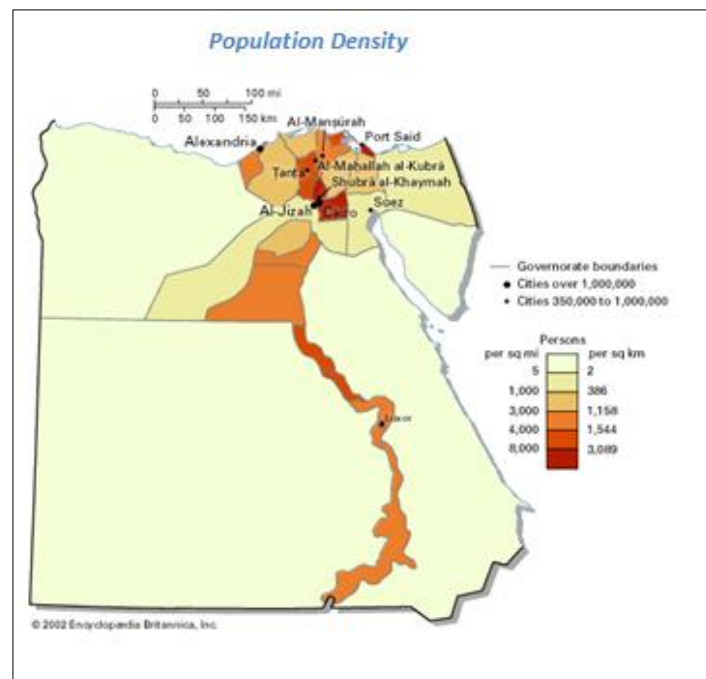 Population Density
0 50 100 mi
0 50 100 150 km
Al-Manṣūrah
Alexandria
Port Said
Ṭanṭa
Al-Mahallah al-Kubrā
Shubrā al-Khaymah
Al-Jīzah
Cairo
Suez
Governorate boundaries
Cities over 1,000,000
Cities 350,000 to 1,000,000
Persons
per sq mi per sq km
5 2
1,000 386
3,000 1,158
4,000 1,544
8,000 3,089
Luxor
© 2002 Encyclopædia Britannica, Inc.